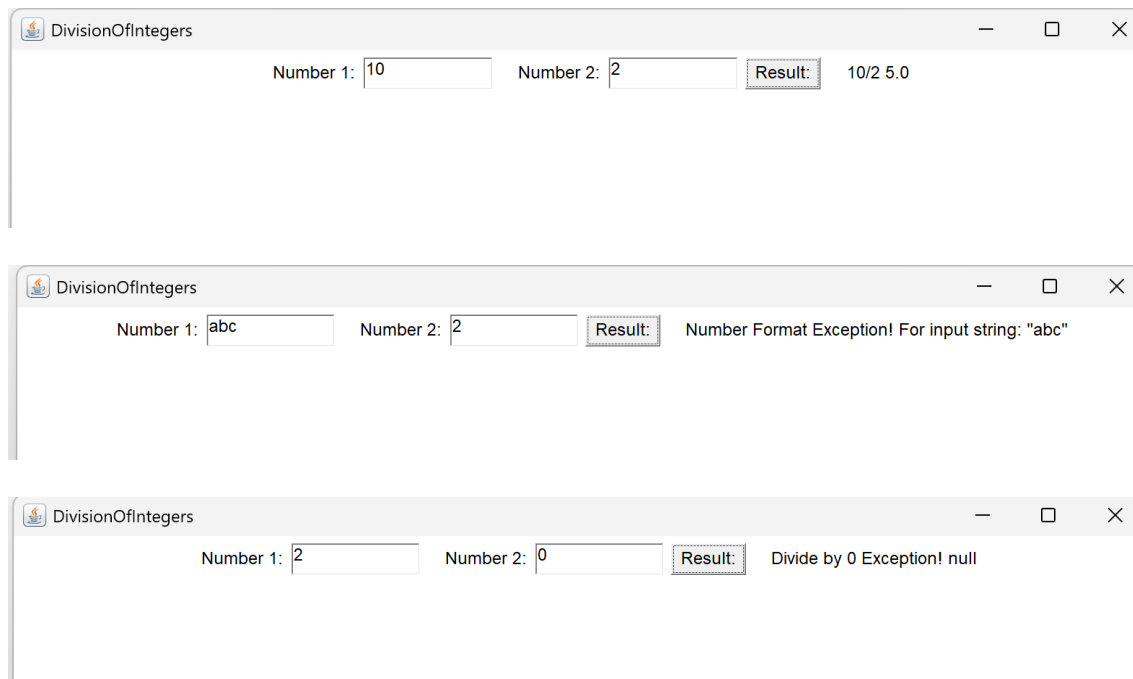 DivisionOfIntegers
Number 1: 10 Number 2: 2 Result: 10/2 5.0
DivisionOfIntegers
Number 1: abc Number 2: 2 Result: Number Format Exception! For input string: "abc"
DivisionOfIntegers
Number 1: 2 Number 2: 0 Result: Divide by 0 Exception! null